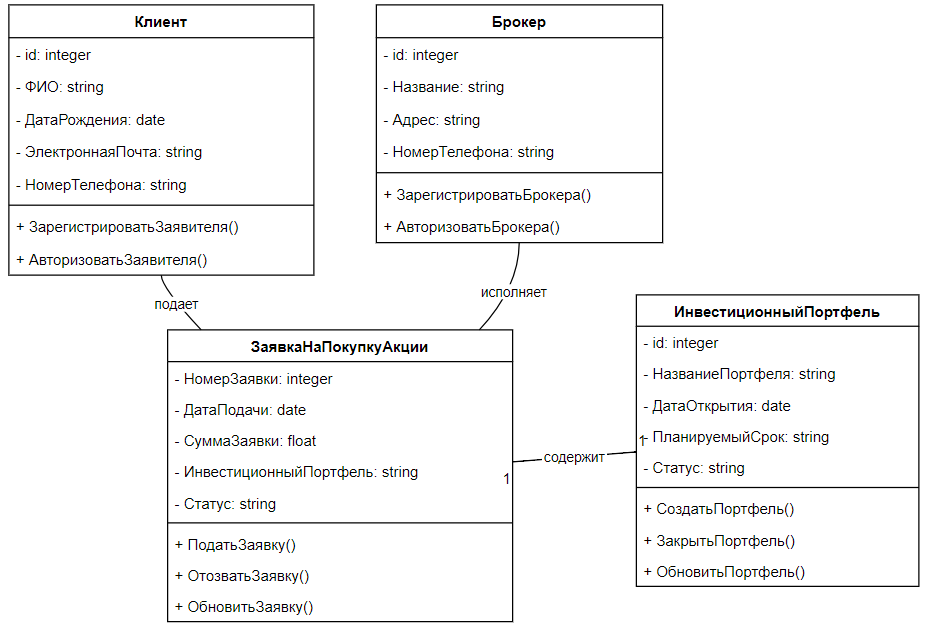 Клиент
- id: integer
- ФИО: string
- ДатаРождения: date
- ЭлектроннаяПочта: string
- НомерТелефона: string
+ ЗарегистрироватьЗаявителя()
+ АвторизоватьЗаявителя()
Брокер
- id: integer
- Название: string
- Адрес: string
- НомерТелефона: string
+ ЗарегистрироватьБрокера()
+ АвторизоватьБрокера()
подает
исполняет
ЗаявкаНаПокупкуАкции
- НомерЗаявки: integer
- ДатаПодачи: date
- СуммаЗаявки: float
- ИнвестиционныйПортфель: string
- Статус: string
+ ПодатьЗаявку()
+ ОтозватьЗаявку()
+ ОбновитьЗаявку()
1
содержит
1
ИнвестиционныйПортфель
- id: integer
- НазваниеПортфеля: string
- ДатаОткрытия: date
- ПланируемыйСрок: string
- Статус: string
+ СоздатьПортфель()
+ ЗакрытьПортфель()
+ ОбновитьПортфель()